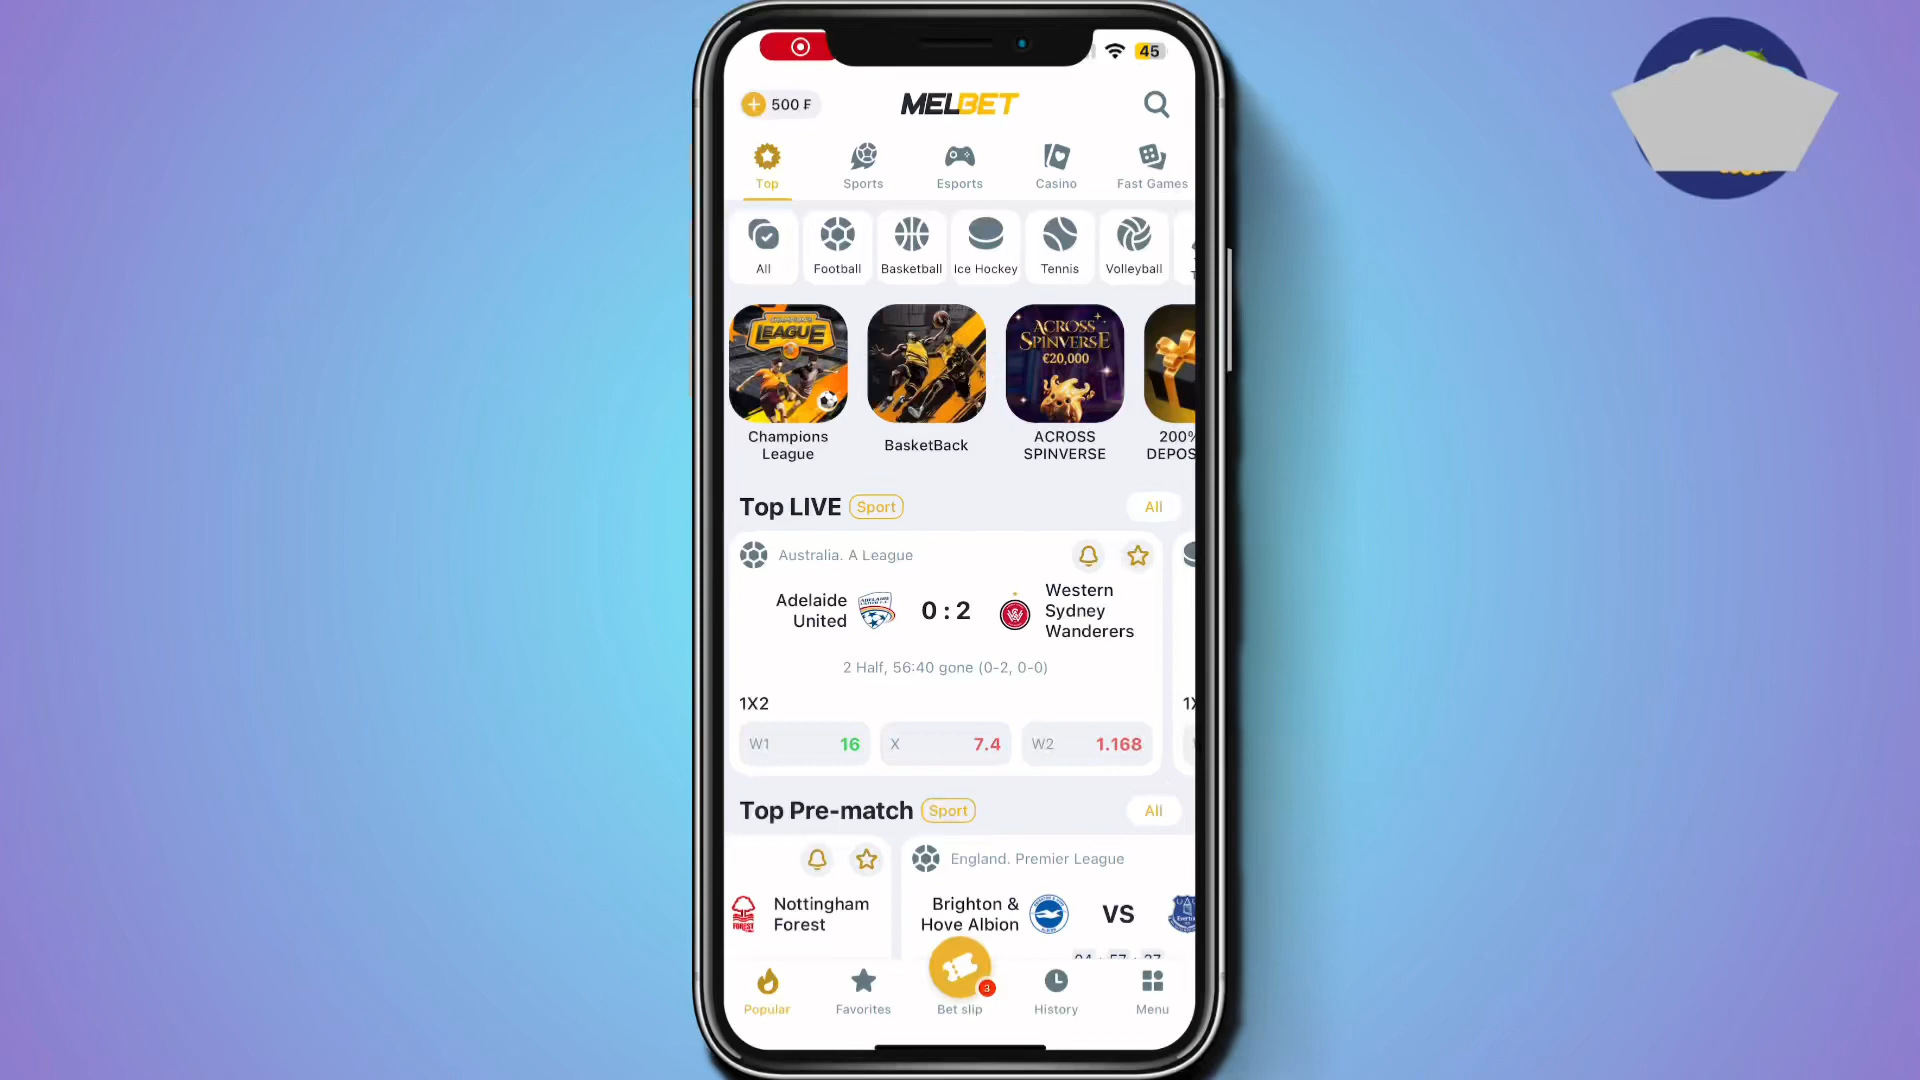 45
500 ₣
MELBET
Top
Sports
Esports
Casino
Fast Games
All
Football
Basketball
Ice Hockey
Tennis
Volleyball
CHAMPIONS
LEAGUE
ACROSS
SPINVERSE
€20,000
Champions
League
BasketBack
ACROSS
SPINVERSE
200%
DEPOS
Top LIVE
Sport
All
Australia. A League
Adelaide
United
0 : 2
Western
Sydney
Wanderers
2 Half, 56:40 gone (0-2, 0-0)
1X2
W1 16
X 7.4
W2 1.168
Top Pre-match
Sport
All
England. Premier League
Nottingham
Forest
Brighton &
Hove Albion
VS
3
Popular
Favorites
Bet slip
History
Menu